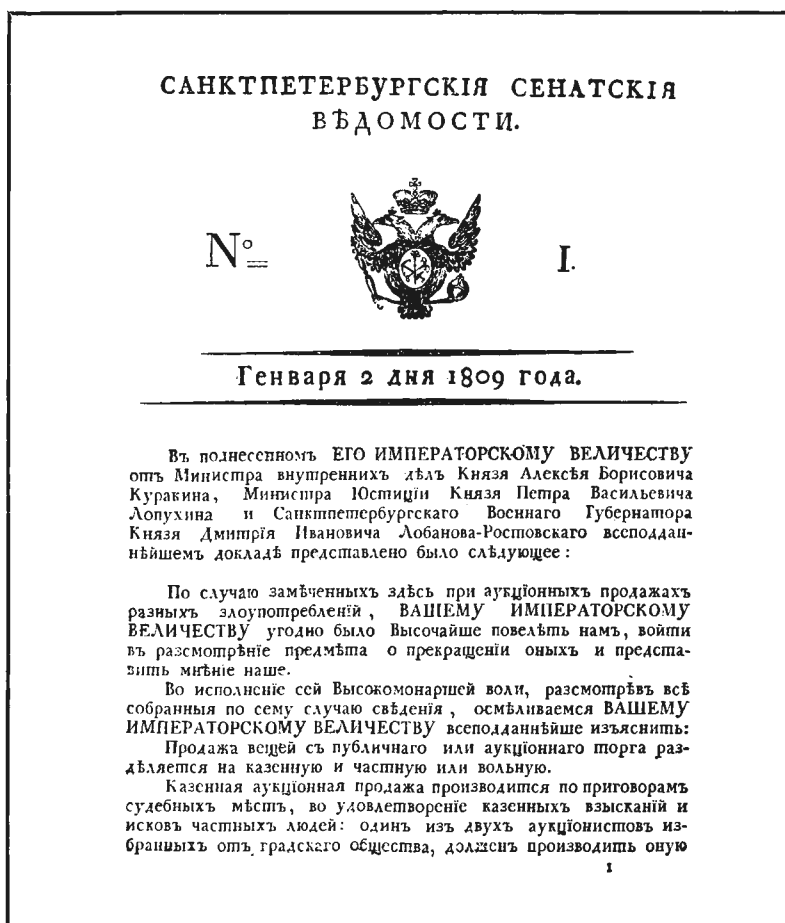 САНКТПЕТЕРБУРГСКІЯ СЕНАТСКІЯ
ВѢДОМОСТИ.
№ I.
Генваря 2 дня 1809 года.
Въ поднесенномъ ЕГО ИМПЕРАТОРСКОМУ ВЕЛИЧЕСТВУ
отъ Министра внутреннихъ дѣлъ Князя Алексѣя Борисовича
Куракина, Министра Юстиціи Князя Петра Васильевича
Лопухина и Санктпетербургскаго Военнаго Губернатора
Князя Дмитрія Ивановича Лобанова-Ростовскаго всеподдан-
нѣйшемъ докладѣ представлено было слѣдующее:
По случаю замѣченныхъ здѣсь при аукціонныхъ продажахъ
разныхъ злоупотребленій, ВАШЕМУ ИМПЕРАТОРСКОМУ
ВЕЛИЧЕСТВУ угодно было Высочайше повелѣть намъ, войти
въ разсмотрѣніе предмѣта о прекращеніи оныхъ и предста-
вить мнѣніе наше.
Во исполненіе сей Высокомонаршей воли, разсмотрѣвъ всѣ
собранныя по сему случаю свѣденія, осмѣливаемся ВАШЕМУ
ИМПЕРАТОРСКОМУ ВЕЛИЧЕСТВУ всеподданнѣйше изъяснить:
Продажа вещей съ публичнаго или аукціоннаго торга раз-
дѣляется на казенную и частную или вольную.
Казенная аукціонная продажа производится по приговорамъ
судебныхъ мѣстъ, во удовлетвореніе казенныхъ взысканій и
исковъ частныхъ людей: одинъ изъ двухъ аукціонистовъ из-
бранныхъ отъ градскаго общества, долженъ производить оную
1